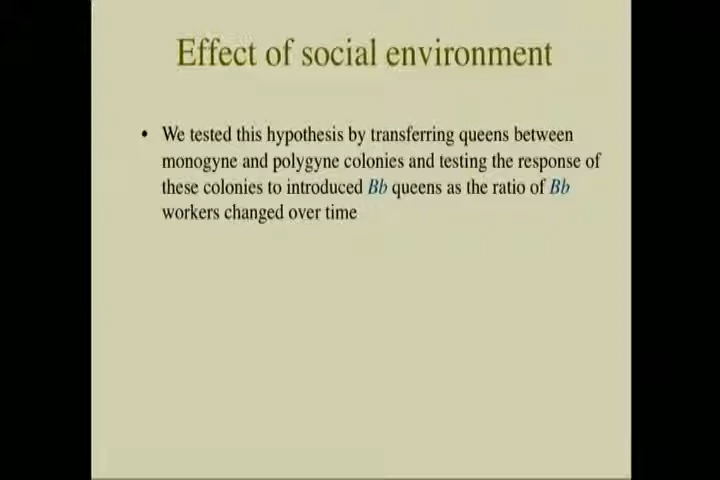 Effect of social environment
• We tested this hypothesis by transferring queens between
monogyne and polygyne colonies and testing the response of
these colonies to introduced Bb queens as the ratio of Bb
workers changed over time